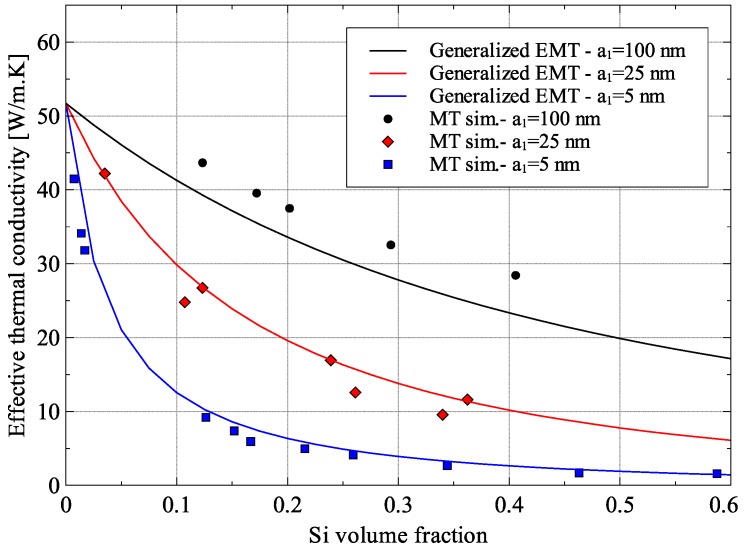 60
50
40
30
20
10
0
Effective thermal conductivity [W/m.K]
Generalized EMT - a₁=100 nm
Generalized EMT - a₁=25 nm
Generalized EMT - a₁=5 nm
MT sim.- a₁=100 nm
MT sim.- a₁=25 nm
MT sim.- a₁=5 nm
0 0.1 0.2 0.3 0.4 0.5 0.6
Si volume fraction